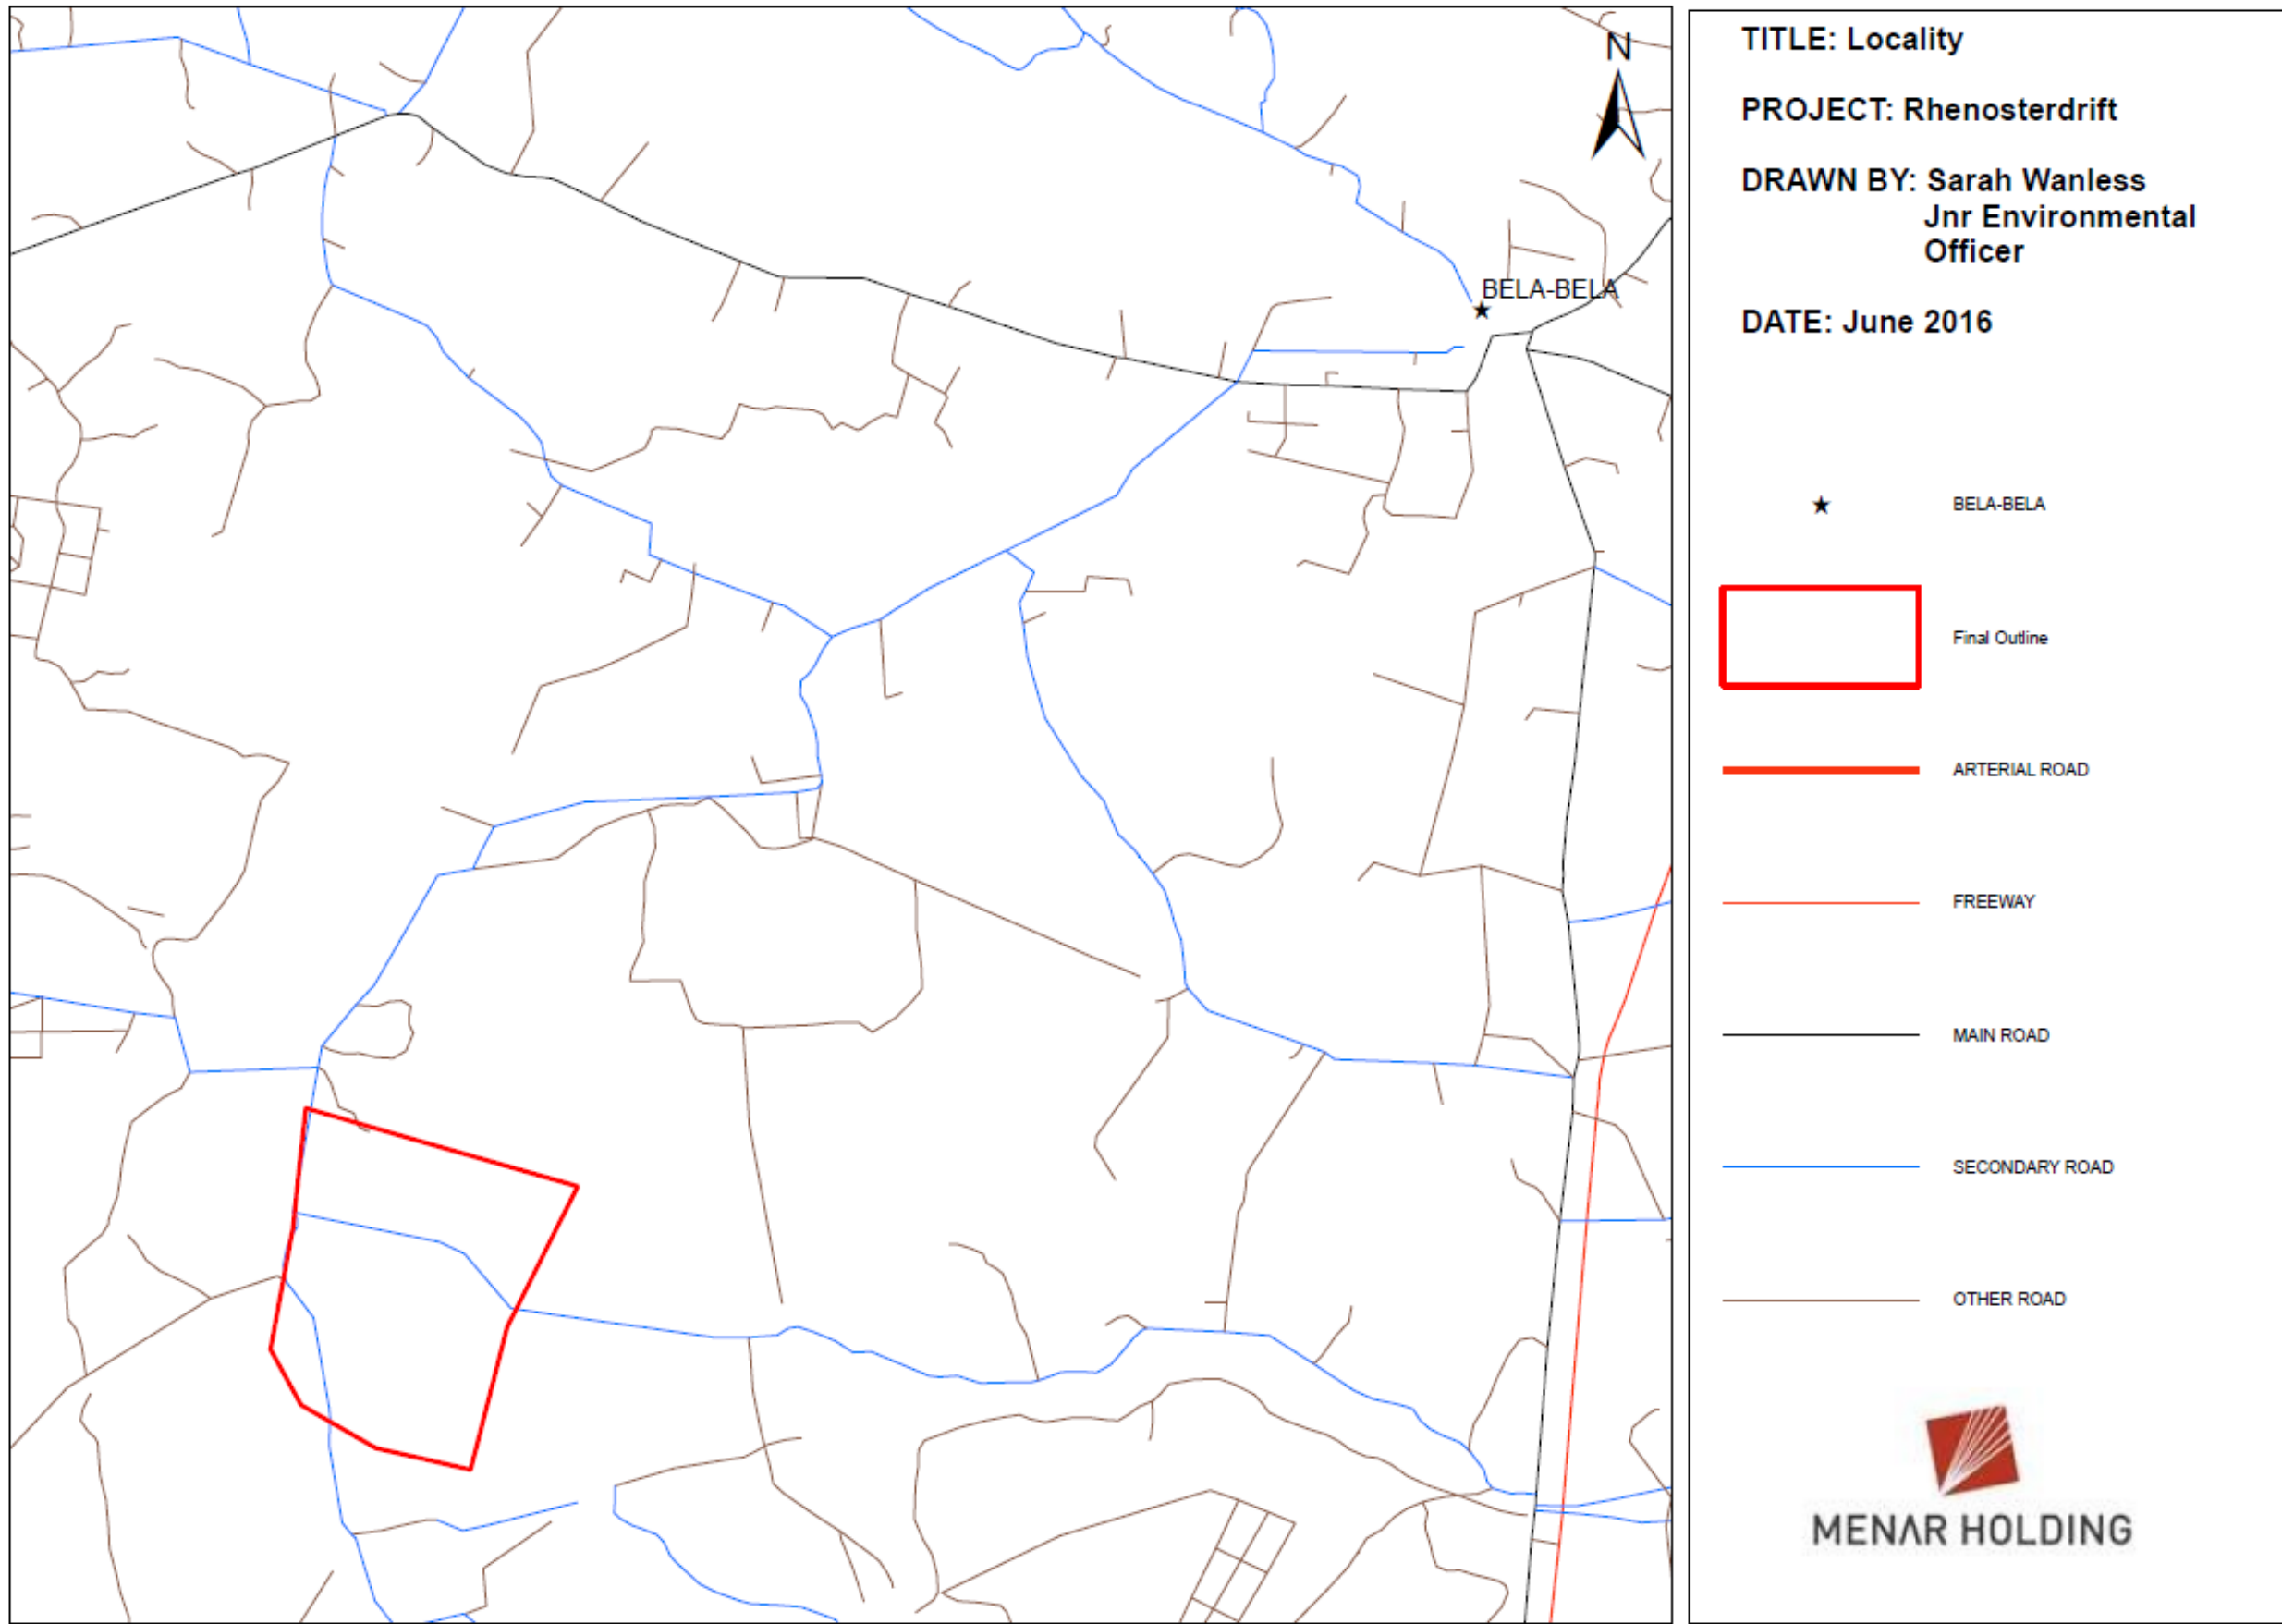 N
BELA-BELA
TITLE: Locality
PROJECT: Rhenosterdrift
DRAWN BY: Sarah Wanless
Jnr Environmental
Officer
DATE: June 2016
BELA-BELA
Final Outline
ARTERIAL ROAD
FREEWAY
MAIN ROAD
SECONDARY ROAD
OTHER ROAD
MENAR HOLDING